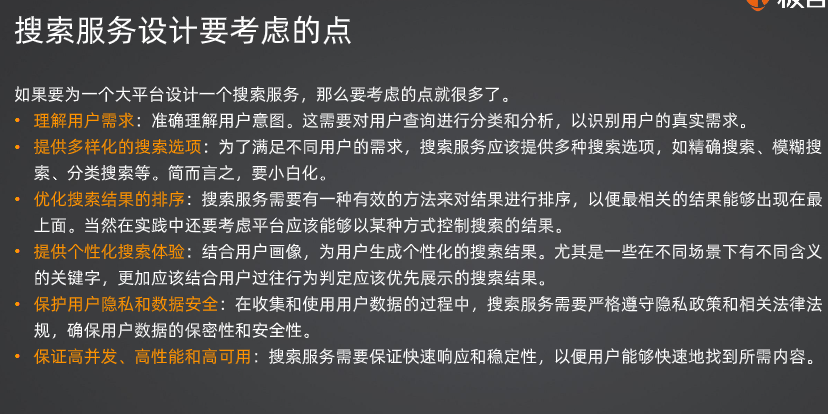 搜索服务设计要考虑的点
如果要为一个大平台设计一个搜索服务，那么要考虑的点就很多了。
• 理解用户需求：准确理解用户意图。这需要对用户查询进行分类和分析，以识别用户的真实需求。
• 提供多样化的搜索选项：为了满足不同用户的需求，搜索服务应该提供多种搜索选项，如精确搜索、模糊搜
索、分类搜索等。简而言之，要小白化。
• 优化搜索结果的排序：搜索服务需要有一种有效的方法来对结果进行排序，以便最相关的结果能够出现在最
上面。当然在实践中还要考虑平台应该能够以某种方式控制搜索的结果。
• 提供个性化搜索体验：结合用户画像，为用户生成个性化的搜索结果。尤其是一些在不同场景下有不同含义
的关键字，更加应该结合用户过往行为判定应该优先展示的搜索结果。
• 保护用户隐私和数据安全：在收集和使用用户数据的过程中，搜索服务需要严格遵守隐私政策和相关法律法
规，确保用户数据的保密性和安全性。
• 保证高并发、高性能和高可用：搜索服务需要保证快速响应和稳定性，以便用户能够快速地找到所需内容。